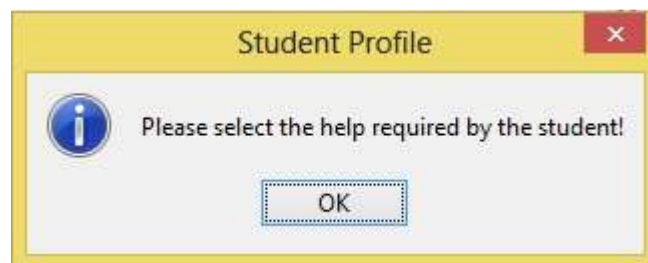 Student Profile
Please select the help required by the student!
OK